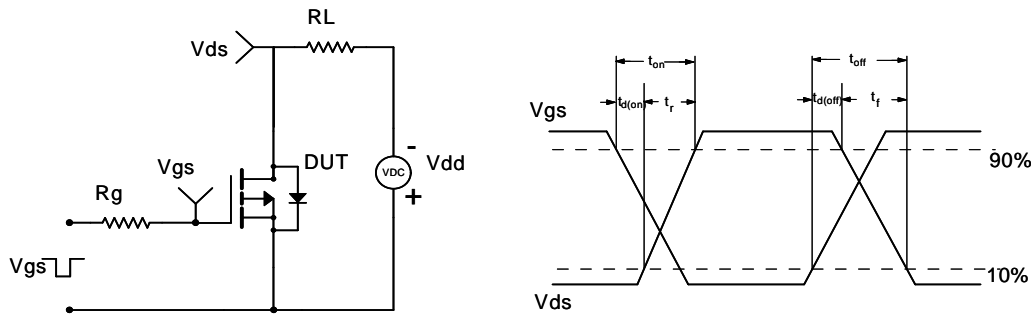 RL
Vds
Vgs
DUT
-
VDC
Vdd
+
Rg
Vgs
ton
toff
td(on)
tr
td(off)
tf
Vgs
90%
10%
Vds